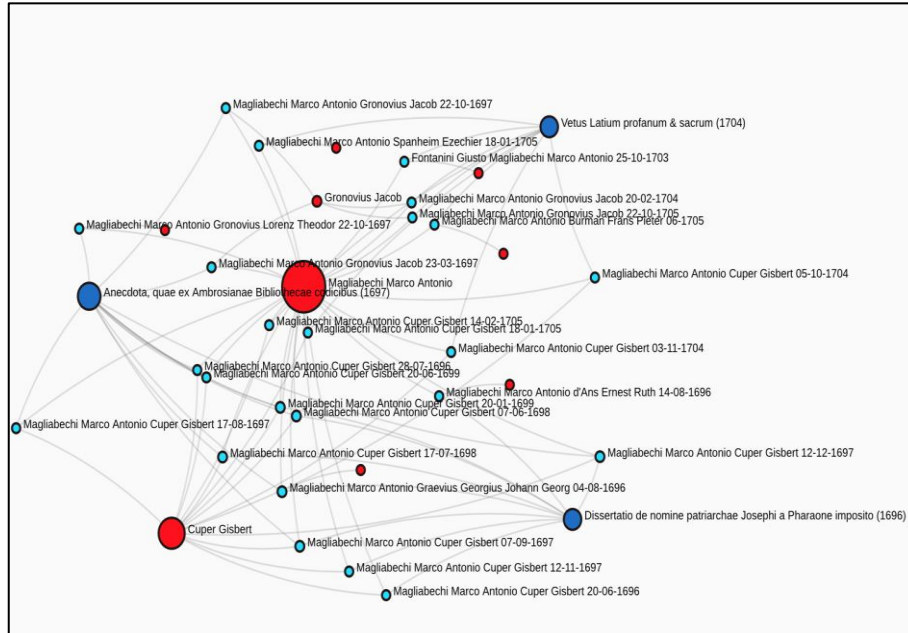 Magliabechi Marco Antonio Gronovius Jacob 22-10-1697
Vetus Latium profanum & sacrum (1704)
Magliabechi Marco Antonio Spanheim Ezechier 18-01-1705
Fontanini Giusto Magliabechi Marco Antonio 25-10-1703
Gronovius Jacob
Magliabechi Marco Antonio Gronovius Jacob 20-02-1704
Magliabechi Marco Antonio Gronovius Jacob 22-10-1705
Magliabechi Marco Antonio Burman Frans Pieter 06-1705
Magliabechi Marco Antonio Gronovius Lorenz Theodor 22-10-1697
Magliabechi Marco Antonio Gronovius Jacob 23-03-1697
Magliabechi Marco Antonio Cuper Gisbert 05-10-1704
Magliabechi Marco Antonio
Anecdota, quae ex Ambrosianae Bibliothecae codicibus (1697)
Magliabechi Marco Antonio Cuper Gisbert 14-02-1705
Magliabechi Marco Antonio Cuper Gisbert 18-01-1705
Magliabechi Marco Antonio Cuper Gisbert 03-11-1704
Magliabechi Marco Antonio Cuper Gisbert 28-07-1696
Magliabechi Marco Antonio Cuper Gisbert 20-06-1699
Magliabechi Marco Antonio d'Ans Ernest Ruth 14-08-1696
Magliabechi Marco Antonio Cuper Gisbert 20-01-1699
Magliabechi Marco Antonio Cuper Gisbert 07-06-1698
Magliabechi Marco Antonio Cuper Gisbert 17-08-1697
Magliabechi Marco Antonio Cuper Gisbert 17-07-1698
Magliabechi Marco Antonio Cuper Gisbert 12-12-1697
Magliabechi Marco Antonio Graevius Georgius Johann Georg 04-08-1696
Dissertatio de nomine patriarchae Josephi a Pharaone imposito (1696)
Cuper Gisbert
Magliabechi Marco Antonio Cuper Gisbert 07-09-1697
Magliabechi Marco Antonio Cuper Gisbert 12-11-1697
Magliabechi Marco Antonio Cuper Gisbert 20-06-1696